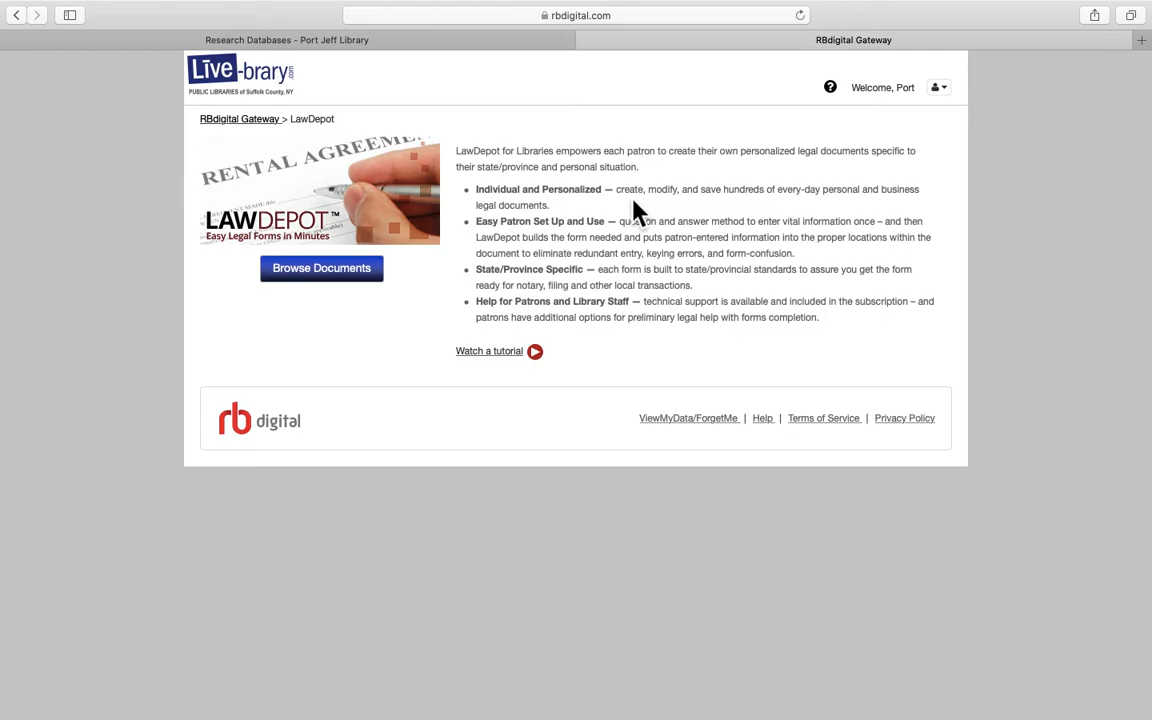 rbdigital.com
Research Databases - Port Jeff Library
RBdigital Gateway
Live-brary.com
PUBLIC LIBRARIES of Suffolk County, NY
Welcome, Port
RBdigital Gateway > LawDepot
RENTAL AGREEME
LAWDEPOT™
Easy Legal Forms in Minutes
Browse Documents
LawDepot for Libraries empowers each patron to create their own personalized legal documents specific to
their state/province and personal situation.
Individual and Personalized — create, modify, and save hundreds of every-day personal and business
legal documents.
Easy Patron Set Up and Use — and answer method to enter vital information once – and then
LawDepot builds the form needed and puts patron-entered information into the proper locations within the
document to eliminate redundant entry, keying errors, and form-confusion.
State/Province Specific — each form is built to state/provincial standards to assure you get the form
ready for notary, filing and other local transactions.
Help for Patrons and Library Staff — technical support is available and included in the subscription – and
patrons have additional options for preliminary legal help with forms completion.
Watch a tutorial
rb digital
ViewMyData/ForgetMe | Help | Terms of Service | Privacy Policy